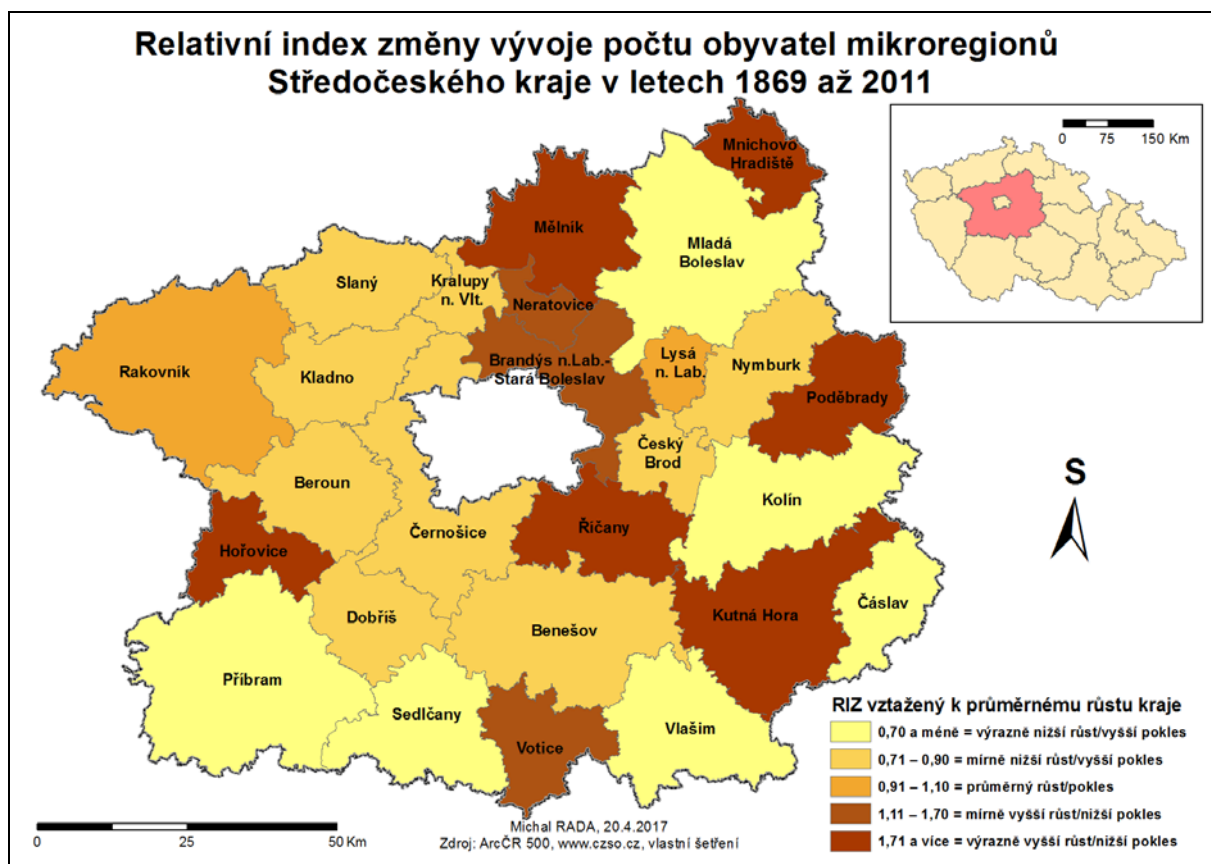 Relativní index změny vývoje počtu obyvatel mikroregionů
Středočeského kraje v letech 1869 až 2011
0 75 150 Km
Mnichovo
Hradiště
Mělník
Mladá
Boleslav
Slaný
Kralupy
n. Vlt.
Neratovice
Rakovník
Kladno
Brandýs n.Lab.-
Stará Boleslav
Lysá
n. Lab.
Nymburk
Poděbrady
Český
Brod
Beroun
Kolín
S
Černošice
Říčany
Hořovice
Kutná Hora
Čáslav
Dobříš
Benešov
Příbram
Sedlčany
Votice
Vlašim
RIZ vztažený k průměrnému růstu kraje
0,70 a méně = výrazně nižší růst/vyšší pokles
0,71 – 0,90 = mírně nižší růst/vyšší pokles
0,91 – 1,10 = průměrný růst/pokles
1,11 – 1,70 = mírně vyšší růst/nižší pokles
1,71 a více = výrazně vyšší růst/nižší pokles
0 25 50 Km
Michal RADA, 20.4.2017
Zdroj: ArcČR 500, www.czso.cz, vlastní šetření